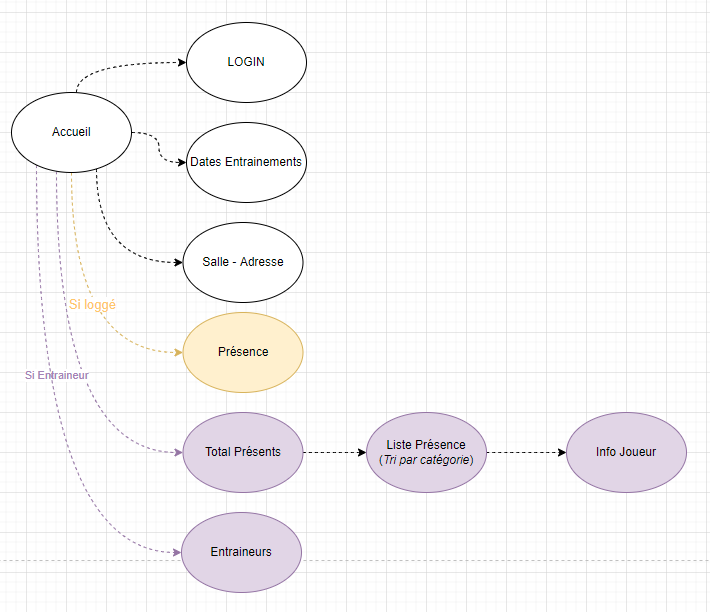 LOGIN
Accueil
Dates Entrainements
Salle - Adresse
Si loggé
Présence
Si Entraineur
Total Présents
Liste Présence
(Tri par catégorie)
Info Joueur
Entraineurs